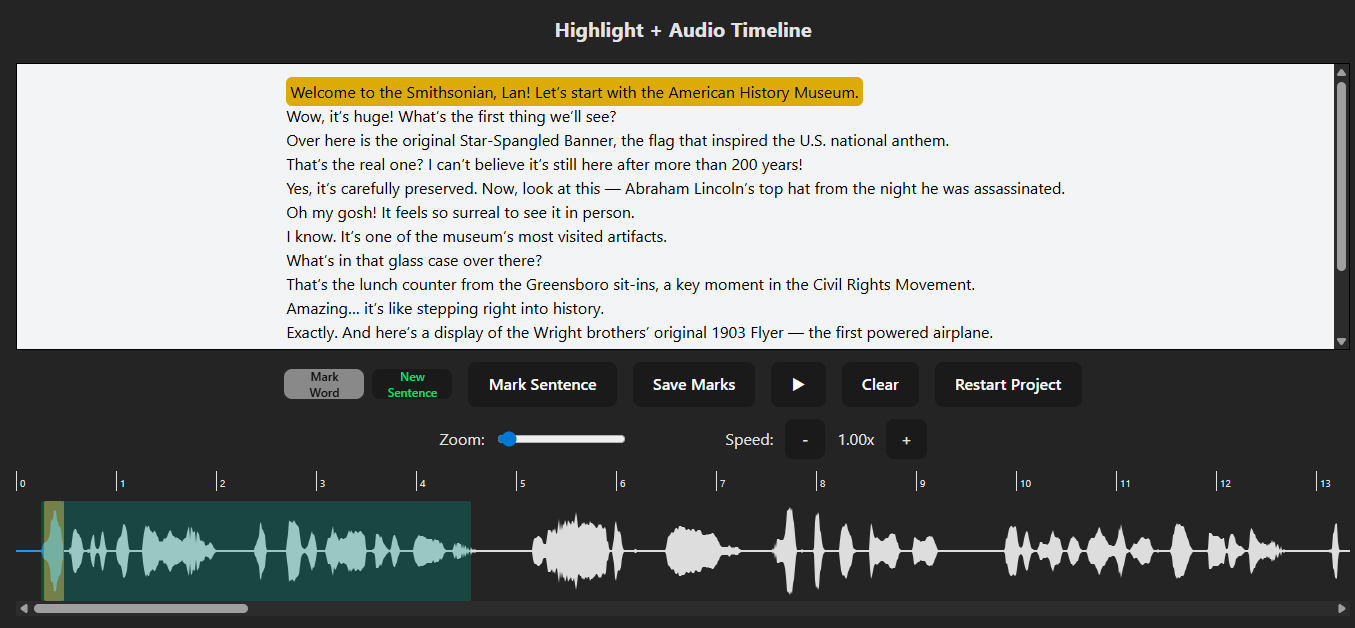 Highlight + Audio Timeline
Welcome to the Smithsonian, Lan! Let’s start with the American History Museum.
Wow, it’s huge! What’s the first thing we’ll see?
Over here is the original Star-Spangled Banner, the flag that inspired the U.S. national anthem.
That’s the real one? I can’t believe it’s still here after more than 200 years!
Yes, it’s carefully preserved. Now, look at this — Abraham Lincoln’s top hat from the night he was assassinated.
Oh my gosh! It feels so surreal to see it in person.
I know. It’s one of the museum’s most visited artifacts.
What’s in that glass case over there?
That’s the lunch counter from the Greensboro sit-ins, a key moment in the Civil Rights Movement.
Amazing… it’s like stepping right into history.
Exactly. And here’s a display of the Wright brothers’ original 1903 Flyer — the first powered airplane.
Mark
Word
New
Sentence
Mark Sentence
Save Marks
▶
Clear
Restart Project
Zoom:
Speed:
-
1.00x
+
0 1 2 3 4 5 6 7 8 9 10 11 12 13